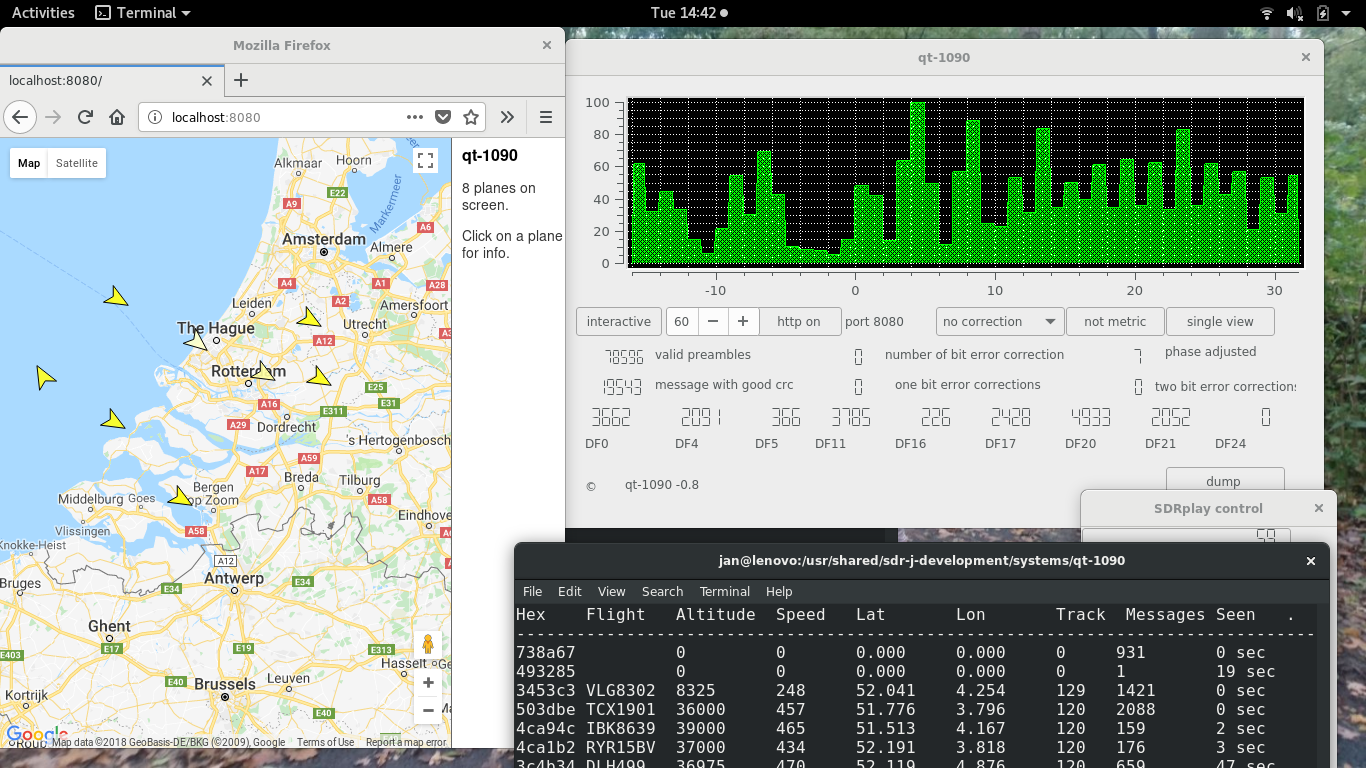 Activities Terminal Tue 14:42
Mozilla Firefox
localhost:8080/
localhost:8080
Map Satellite
Alkmaar Hoorn
E22
A9
Markermeer
A6
Amsterdam
Almere
A4 A1 A28
A2
Leiden Amersfoort
The Hague Utrecht
A12
Rotterdam
E25
A16 E31
E311
A29 Dordrecht
's Hertogenbosch
A59
A17
Breda Tilburg
Bergen op Zoom
Middelburg Goes
A58
Vlissingen
A58
Eindhoven
Knokke-Heist
A12
Bruges
Antwerp
E34 E34
Ghent
E17 E19
E403 E313
Hasselt Ge
E40 Leuven
Kortrijk Brussels
E40
Google
Map data ©2018 GeoBasis-DE/BKG (©2009), Google Terms of Use Report a map error
qt-1090
8 planes on
screen.
Click on a plane
for info.
qt-1090
100
80
60
40
20
0
-10 0 10 20 30
interactive 60 http on port 8080 no correction not metric single view
78596 valid preambles 0 number of bit error correction 7 phase adjusted
19543 message with good crc 0 one bit error corrections 0 two bit error corrections
3662 2091 366 3785 226 2428 4933 2052 0
DF0 DF4 DF5 DF11 DF16 DF17 DF20 DF21 DF24
© qt-1090 -0.8 dump
SDRplay control
59
jan@lenovo:/usr/shared/sdr-j-development/systems/qt-1090
File Edit View Search Terminal Help
Hex Flight Altitude Speed Lat Lon Track Messages Seen .
--------------------------------------------------------------------------------
738a67 0 0 0.000 0.000 0 931 0 sec
493285 0 0 0.000 0.000 0 1 19 sec
3453c3 VLG8302 8325 248 52.041 4.254 129 1421 0 sec
503dbe TCX1901 36000 457 51.776 3.796 120 2088 0 sec
4ca94c IBK8639 39000 465 51.513 4.167 120 159 2 sec
4ca1b2 RYR15BV 37000 434 52.191 3.818 120 176 3 sec
3c4b34 DLH499 36975 470 52.119 4.876 120 659 47 sec